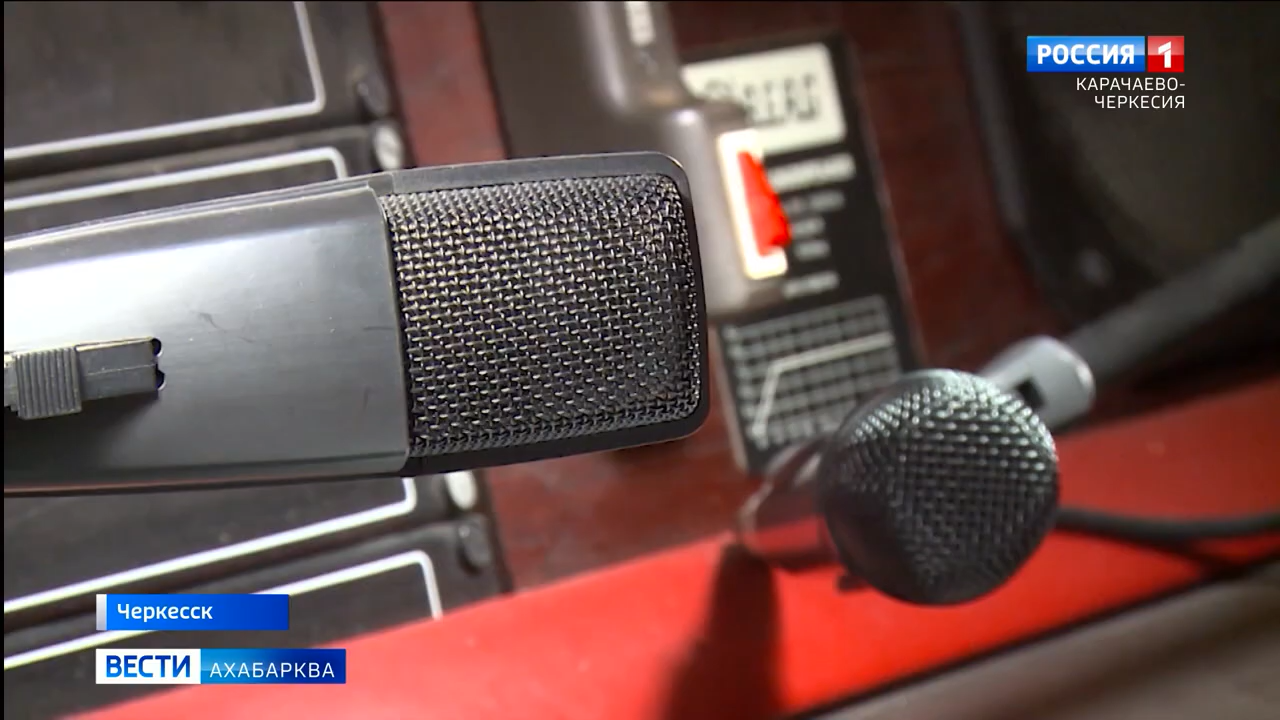 РОССИЯ 1
КАРАЧАЕВО-
ЧЕРКЕСИЯ
Черкесск
ВЕСТИ АХАБАРКВА